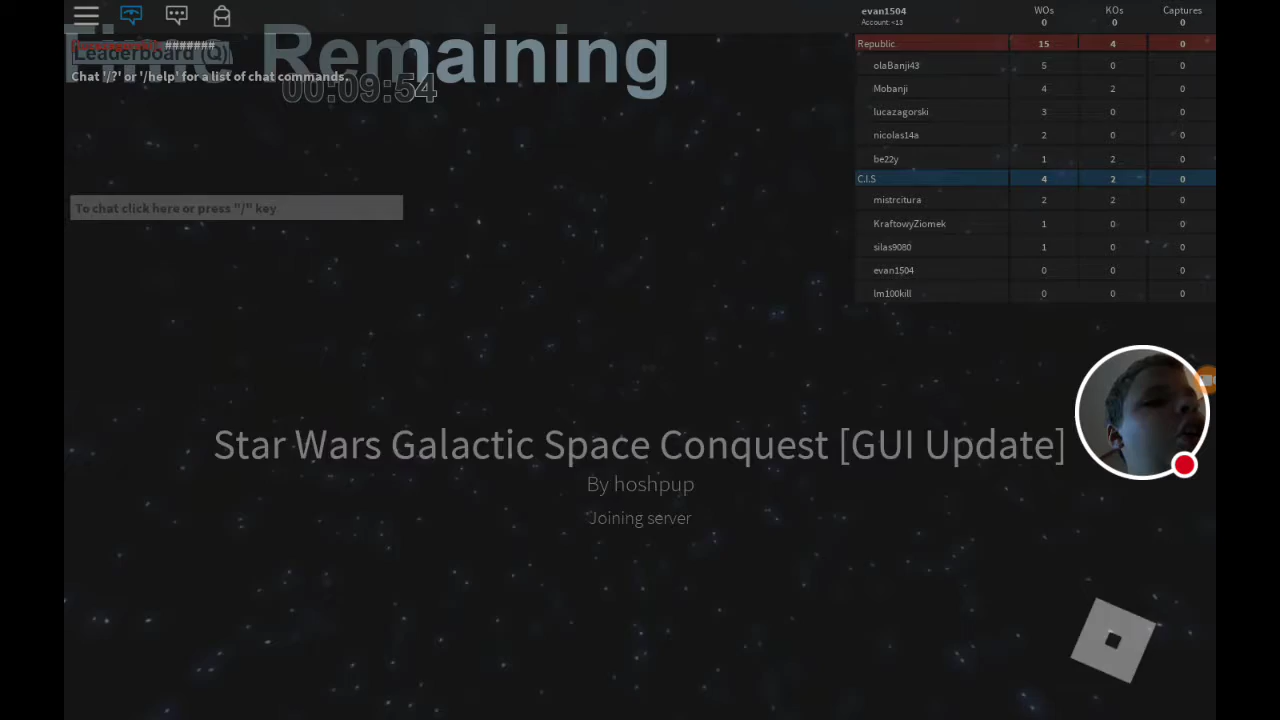 Time Remaining
00:09:54
#######
Leaderboard (Q)
Chat '/?' or '/help' for a list of chat commands.
To chat click here or press "/" key
evan1504 WOs KOs Captures
Account: <13 0 0 0
Republic 15 4 0
olaBanji43 5 0 0
Mobanji 4 2 0
lucazagorski 3 0 0
nicolas14a 2 0 0
be22y 1 2 0
C.I.S 4 2 0
mistrcitura 2 2 0
KraftowyZiomek 1 0 0
silas9080 1 0 0
evan1504 0 0 0
lm100kill 0 0 0
Star Wars Galactic Space Conquest [GUI Update]
By hoshpup
Joining server